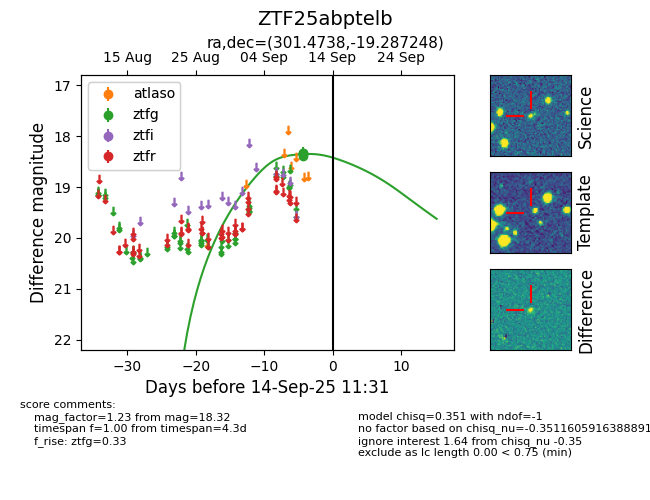 ZTF25abptelb
ra,dec=(301.4738,-19.287248)
15 Aug 25 Aug 04 Sep 14 Sep 24 Sep
17
18
19
20
21
22
Difference magnitude
atlaso
ztfg
ztfi
ztfr
−30 −20 −10 0 10
Days before 14-Sep-25 11:31
Science
Template
Difference
score comments:
mag_factor=1.23 from mag=18.32
timespan f=1.00 from timespan=4.3d
f_rise: ztfg=0.33
model chisq=0.351 with ndof=-1
no factor based on chisq_nu=-0.3511605916388891
ignore interest 1.64 from chisq_nu -0.35
exclude as lc length 0.00 < 0.75 (min)